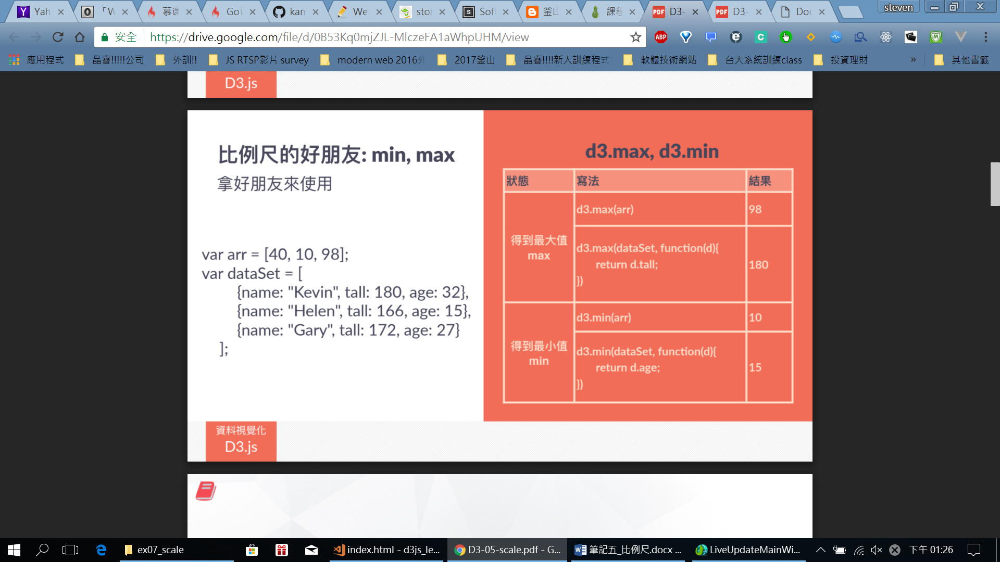 Yah
「W
慕课
Go
kan
We
stor
Sof
釜山
課程
D3-
D3-
Doc
steven
安全
https://drive.google.com/file/d/0B53Kq0mjZJL-MlczeFA1aWhpUHM/view
應用程式
晶睿!!!!!公司
外訓!!
JS RTSP影片 survey
modern web 2016外
2017釜山
晶睿!!!!新人訓練程式
軟體技術網站
台大系統訓練class
投資理財
»
其他書籤
D3.js
比例尺的好朋友: min, max
拿好朋友來使用
var arr = [40, 10, 98];
var dataSet = [
{name: "Kevin", tall: 180, age: 32},
{name: "Helen", tall: 166, age: 15},
{name: "Gary", tall: 172, age: 27}
];
d3.max, d3.min
狀態 寫法 結果
得到最大值
max
d3.max(arr) 98
d3.max(dataSet, function(d){
return d.tall;
})
180
得到最小值
min
d3.min(arr) 10
d3.min(dataSet, function(d){
return d.age;
})
15
資料視覺化
D3.js
ex07_scale
index.html - d3js_le...
D3-05-scale.pdf - G...
筆記五_比例尺.docx ...
LiveUpdateMainWi...
下午 01:26